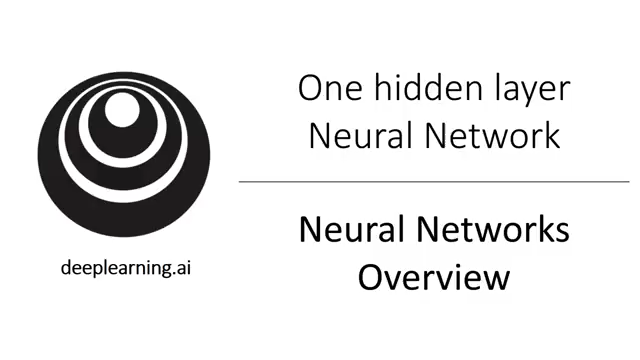 One hidden layer
Neural Network
Neural Networks
Overview
deeplearning.ai